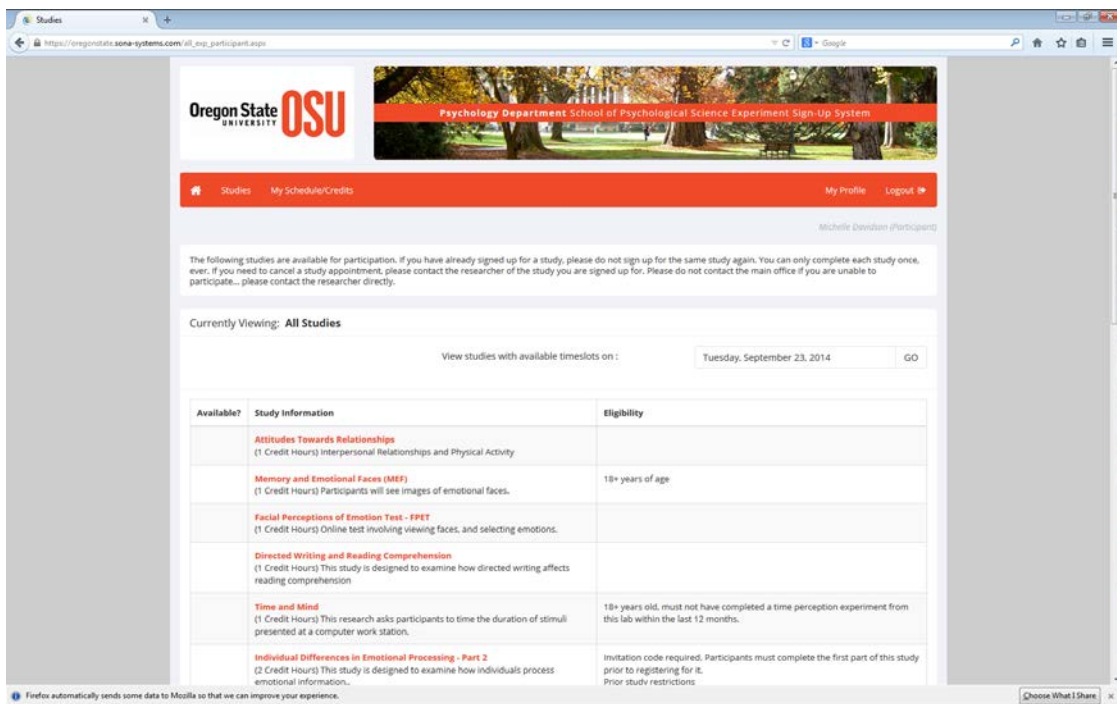 Studies
https://oregonstate.sona-systems.com/all_exp_participant.aspx
Google
Oregon State
UNIVERSITY
OSU
Psychology Department School of Psychological Science Experiment Sign-Up System
Studies My Schedule/Credits My Profile Logout
Michelle Davidson (Participant)
The following studies are available for participation. If you have already signed up for a study, please do not sign up for the same study again. You can only complete each study once,
ever. If you need to cancel a study appointment, please contact the researcher of the study you are signed up for. Please do not contact the main office if you are unable to
participate... please contact the researcher directly.
Currently Viewing: All Studies
View studies with available timeslots on : Tuesday, September 23, 2014 GO
Available? Study Information Eligibility
Attitudes Towards Relationships
(1 Credit Hours) Interpersonal Relationships and Physical Activity
Memory and Emotional Faces (MEF) 18+ years of age
(1 Credit Hours) Participants will see images of emotional faces.
Facial Perceptions of Emotion Test - FPET
(1 Credit Hours) Online test involving viewing faces, and selecting emotions.
Directed Writing and Reading Comprehension
(1 Credit Hours) This study is designed to examine how directed writing affects
reading comprehension
Time and Mind
(1 Credit Hours) This research asks participants to time the duration of stimuli
presented at a computer work station.
18+ years old, must not have completed a time perception experiment from
this lab within the last 12 months.
Individual Differences in Emotional Processing - Part 2
(2 Credit Hours) This study is designed to examine how individuals process
emotional information..
Invitation code required. Participants must complete the first part of this study
prior to registering for it.
Prior study restrictions
Firefox automatically sends some data to Mozilla so that we can improve your experience. Choose What I Share